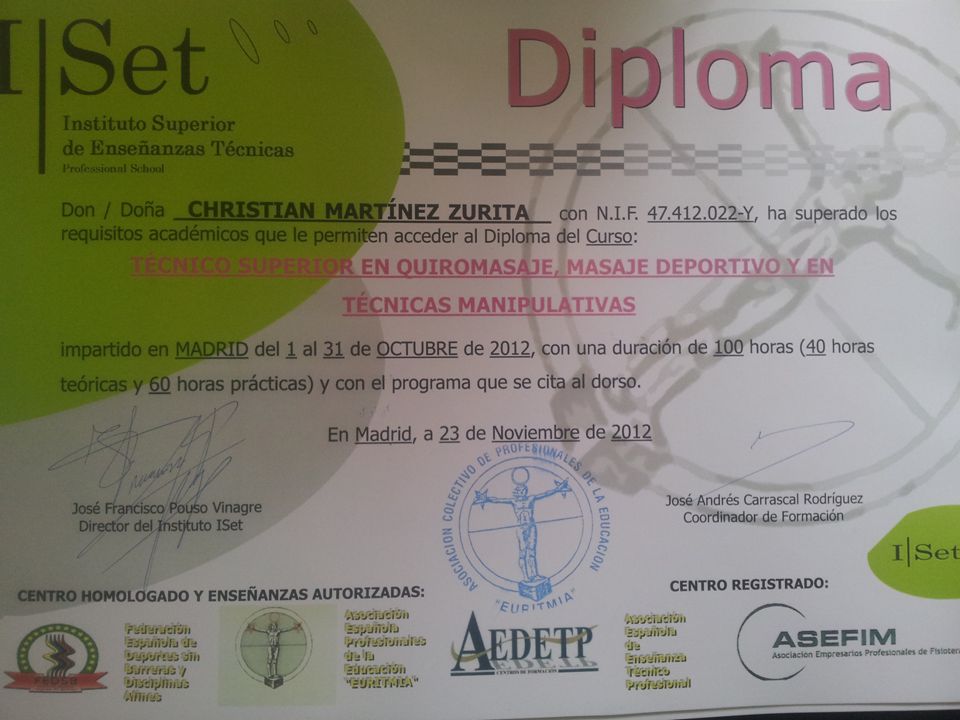 I|Set
Instituto Superior
de Enseñanzas Técnicas
Professional School
Diploma
Don / Doña CHRISTIAN MARTÍNEZ ZURITA con N.I.F. 47.412.022-Y, ha superado los
requisitos académicos que le permiten acceder al Diploma del Curso:
TÉCNICO SUPERIOR EN QUIROMASAJE, MASAJE DEPORTIVO Y EN
TÉCNICAS MANIPULATIVAS
impartido en MADRID del 1 al 31 de OCTUBRE de 2012, con una duración de 100 horas (40 horas
teóricas y 60 horas prácticas) y con el programa que se cita al dorso.
En Madrid, a 23 de Noviembre de 2012
José Francisco Pouso Vinagre
Director del Instituto ISet
ASOCIACION COLECTIVO DE PROFESIONALES DE LA EDUCACION
"EURITMIA"
José Andrés Carrascal Rodríguez
Coordinador de Formación
I|Set
CENTRO HOMOLOGADO Y ENSEÑANZAS AUTORIZADAS:
CENTRO REGISTRADO:
FEDSB
Federación
Española de
Deportes sin
Barreras y
Disciplinas
Afines
Asociación
Española
Profesionales
de la
Educación
"EURITMIA"
AEDETP
CENTROS DE FORMACIÓN
Asociación
Española
de
Enseñanza
Técnico
Profesional
ASEFIM
Asociación Empresarios Profesionales de Fisioter